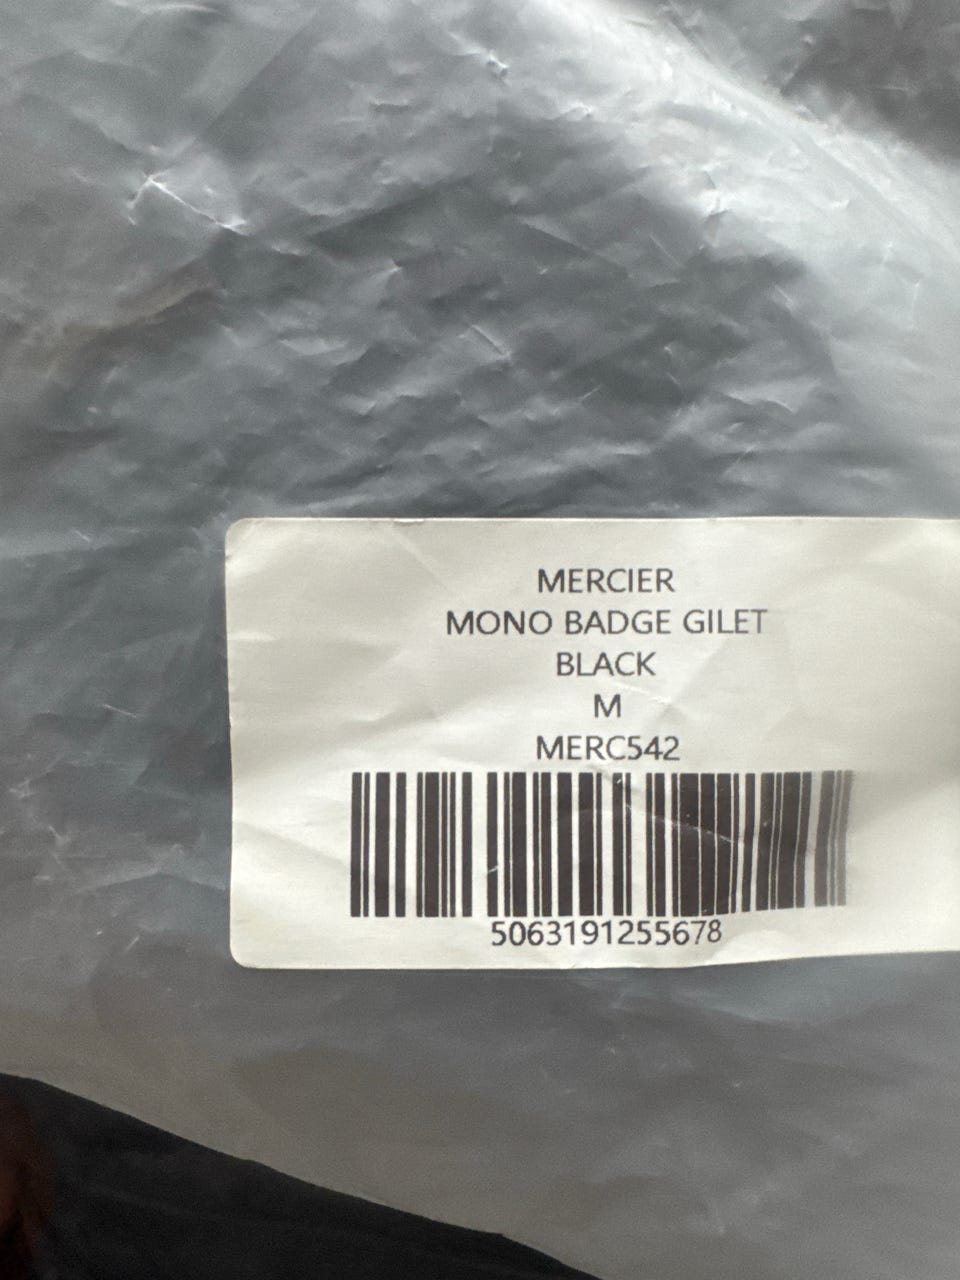 MERCIER
MONO BADGE GILET
BLACK
M
MERC542
5063191255678